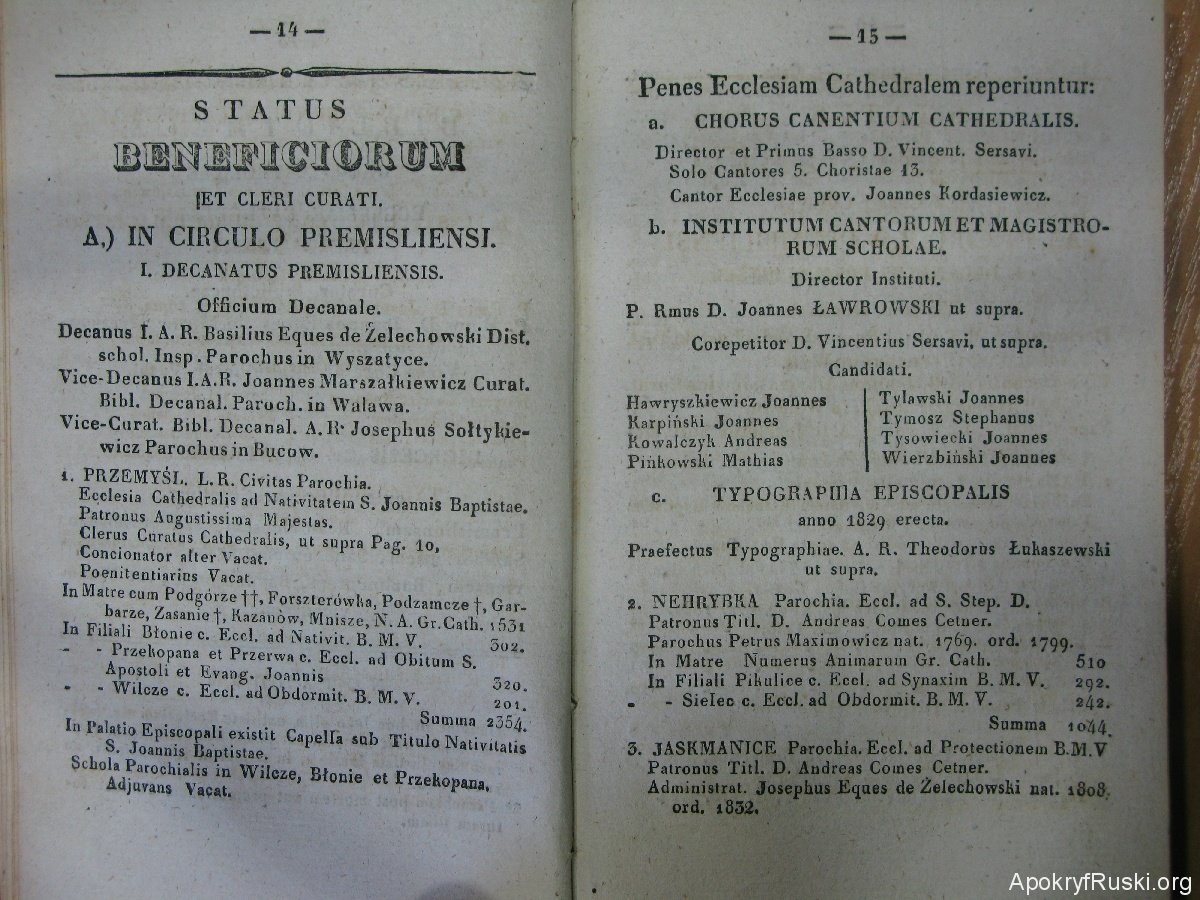 — 14 —
STATUS
BENEFICIORUM
ET CLERI CURATI.
A.) IN CIRCULO PREMISLIENSI.
I. DECANATUS PREMISLIENSIS.
Officium Decanale.
Decanus I. A. R. Basilius Eques de Żelechowski Dist.
schol. Insp. Parochus in Wyszatyce.
Vice-Decanus I.A.R. Joannes Marszałkiewicz Curat.
Bibl. Decanal. Paroch. in Walawa.
Vice-Curat. Bibl. Decanal. A. R. Josephus Sołtykie-
wicz Parochus in Bucow.
1. PRZEMYŚL. L. R. Civitas Parochia.
Ecclesia Cathedralis ad Nativitatem S. Joannis Baptistae.
Patronus Augustissima Majestas.
Clerus Curatus Cathedralis, ut supra Pag. 10,
Concionator alter Vacat.
Poenitentiarius Vacat.
In Matre cum Podgórze ††, Forszterówka, Podzamcze †, Gar-
barze, Zasanie †, Kazanòw, Mnisze, N. A. Gr. Cath. 1531
In Filiali Błonie c. Eccl. ad Nativit. B. M. V. 302.
- - Przekopana et Przerwa c. Eccl. ad Obitum S.
Apostoli et Evang. Joannis 320.
- - Wilcze c. Eccl. ad Obdormit. B. M. V. 201.
Summa 2354.
In Palatio Episcopali existit Capella sub Titulo Nativitatis
S. Joannis Baptistae.
Schola Parochialis in Wilcze, Błonie et Przekopana.
Adjuvans Vacat.
— 15 —
Penes Ecclesiam Cathedralem reperiuntur:
a. CHORUS CANENTIUM CATHEDRALIS.
Director et Primus Basso D. Vincent. Sersavi.
Solo Cantores 5. Choristae 13.
Cantor Ecclesiae prov. Joannes Kordasiewicz.
b. INSTITUTUM CANTORUM ET MAGISTRO-
RUM SCHOLAE.
Director Instituti.
P. Rmus D. Joannes ŁAWROWSKI ut supra.
Corepetitor D. Vincentius Sersavi, ut supra.
Candidati.
Hawryszkiewicz Joannes
Karpiński Joannes
Kowalczyk Andreas
Pińkowski Mathias
Tylawski Joannes
Tymosz Stephanus
Tysowiecki Joannes
Wierzbiński Joannes
c. TYPOGRAPHIA EPISCOPALIS
anno 1829 erecta.
Praefectus Typographiae. A. R. Theodorus Łukaszewski
ut supra.
2. NEHRYBKA Parochia. Eccl. ad S. Step. D.
Patronus Titl. D. Andreas Comes Cetner.
Parochus Petrus Maximowicz nat. 1769. ord. 1799.
In Matre Numerus Animarum Gr. Cath. 510
In Filiali Pikulice c. Eccl. ad Synaxim B. M. V. 292.
- - Sielec c. Eccl. ad Obdormit. B. M. V. 242.
Summa 1044.
3. JASKMANICE Parochia. Eccl. ad Protectionem B.M.V
Patronus Titl. D. Andreas Comes Cetner.
Administrat. Josephus Eques de Żelechowski nat. 1808.
ord. 1832.
ApokryfRuski.org